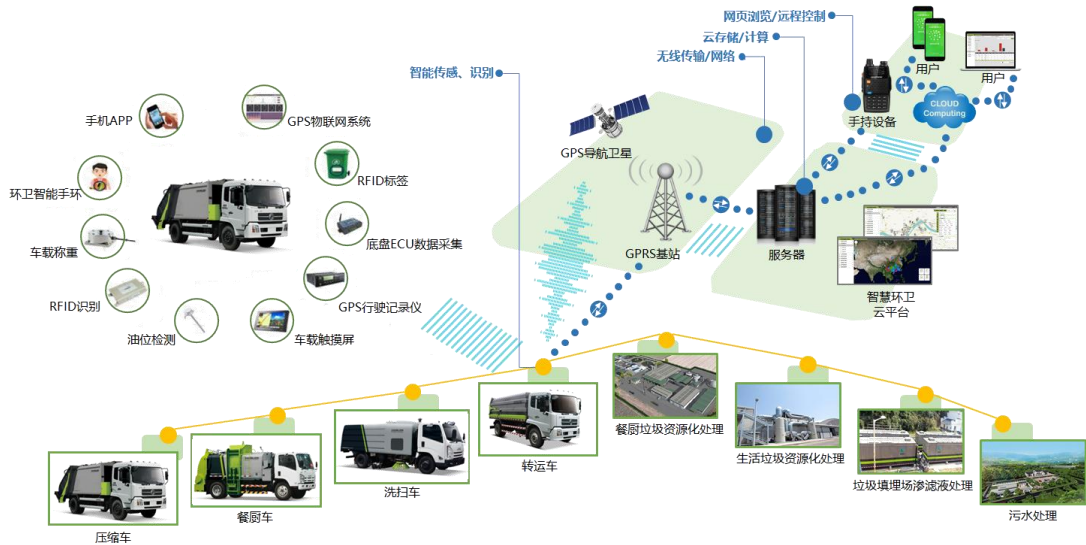 网页浏览/远程控制
云存储/计算
无线传输/网络
智能传感、识别
用户
用户
CLOUD
Computing
手持设备
手机APP
GPS物联网系统
GPS导航卫星
RFID标签
环卫智能手环
车载称重
底盘ECU数据采集
GPRS基站
服务器
智慧环卫
云平台
RFID识别
GPS行驶记录仪
油位检测
车载触摸屏
餐厨垃圾资源化处理
生活垃圾资源化处理
转运车
垃圾填埋场渗滤液处理
洗扫车
污水处理
餐厨车
压缩车